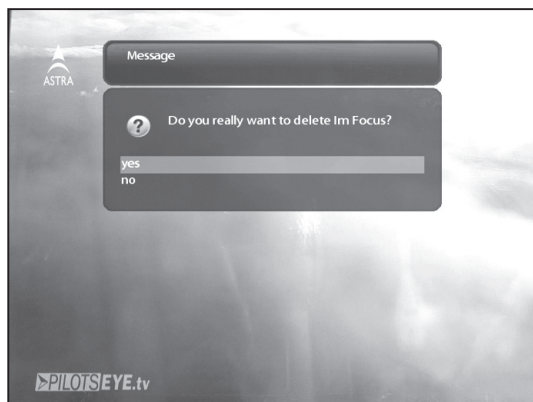 ASTRA
Message
Do you really want to delete Im Focus?
yes
no
PILOTSEYE.tv